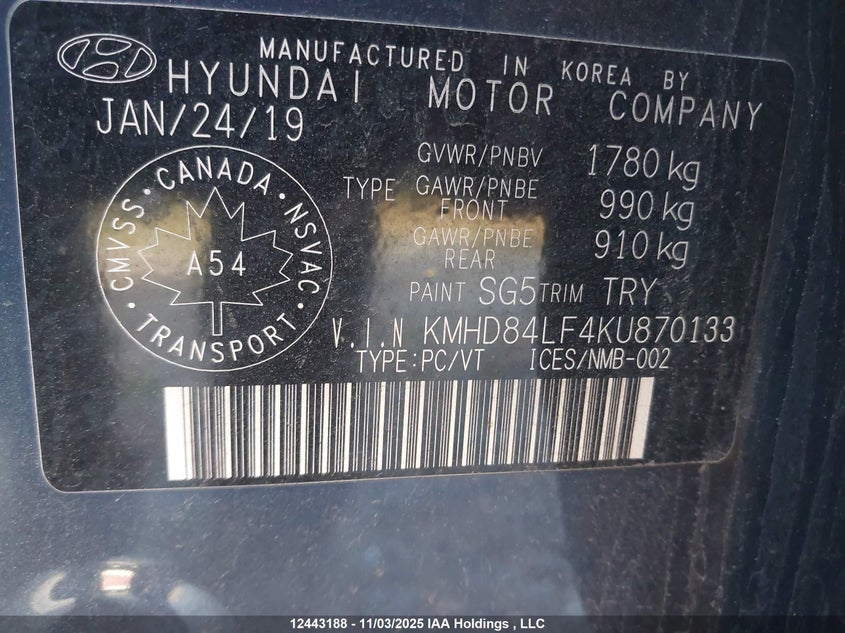 MANUFACTURED IN KOREA BY
HYUNDAI MOTOR COMPANY
JAN/24/19
GVWR/PNBV 1780 kg
TYPE GAWR/PNBE FRONT 990 kg
GAWR/PNBE REAR 910 kg
PAINT SG5 TRIM TRY
CMVSS · CANADA · NSVAC · TRANSPORT ·
A54
V.I.N KMHD84LF4KU870133
TYPE:PC/VT ICES/NMB-002
12443188 - 11/03/2025 IAA Holdings , LLC